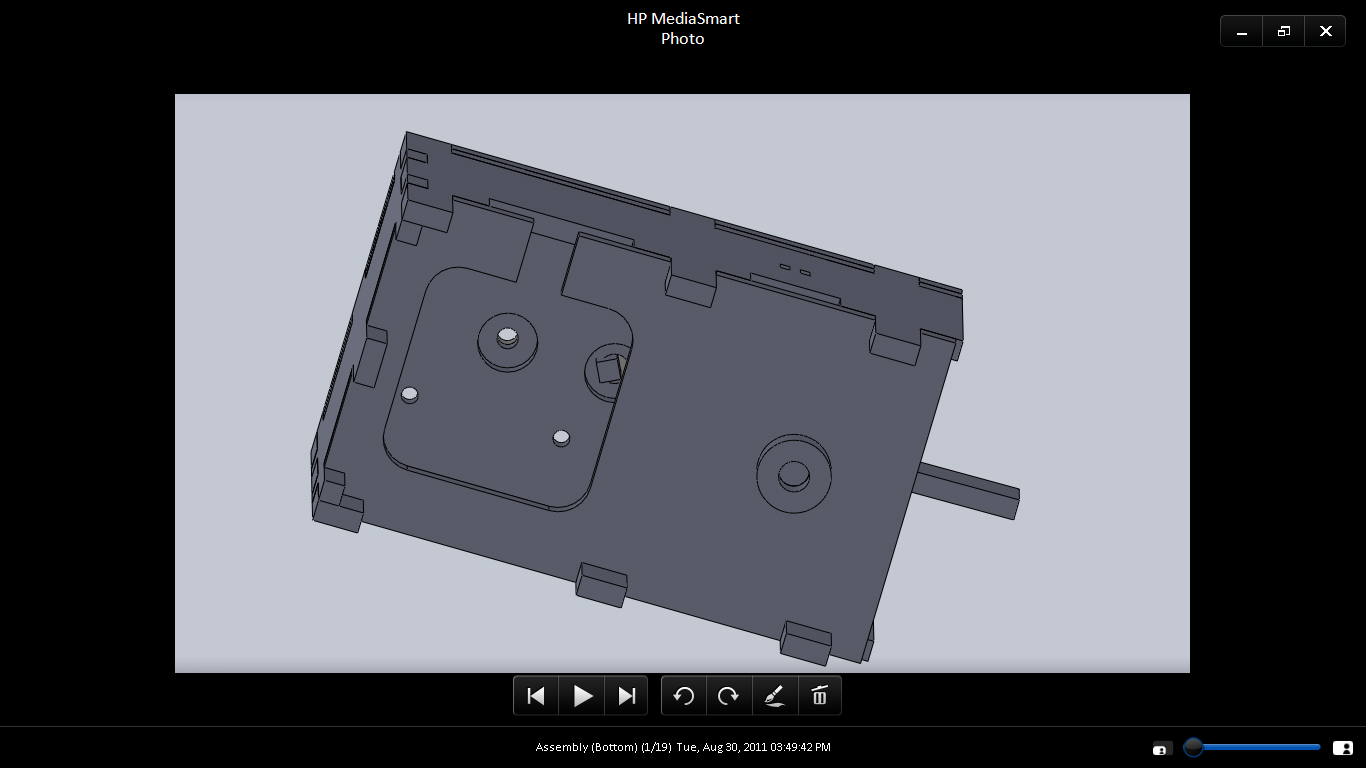 HP MediaSmart
Photo
Assembly (Bottom) (1/19) Tue, Aug 30, 2011 03:49:42 PM